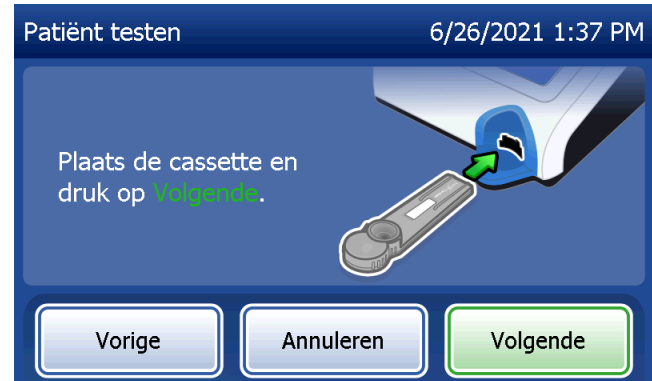 Patiënt testen 6/26/2021 1:37 PM
Plaats de cassette en
druk op Volgende.
Vorige Annuleren Volgende